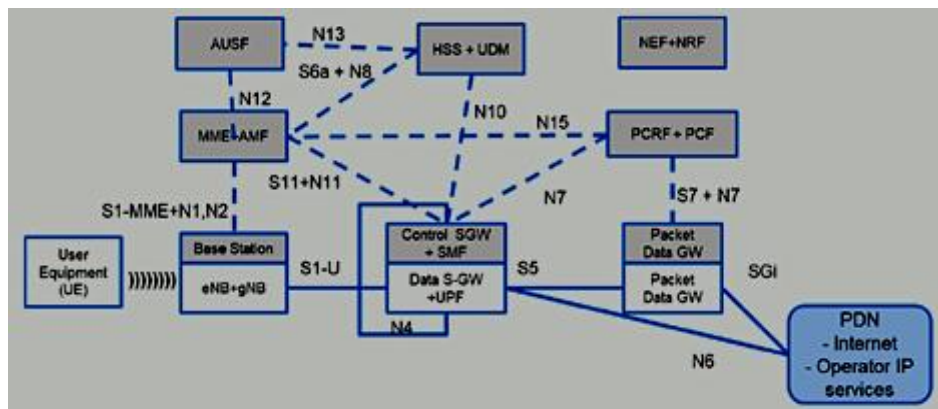 AUSF
N13
HSS + UDM
NEF+NRF
S6a + N8
N12
N10
N15
MME+AMF
PCRF + PCF
S11+N11
N7
S7 + N7
S1-MME+N1,N2
User
Equipment
(UE)
))))))))
Base Station
eNB+gNB
S1-U
Control SGW
+ SMF
Data S-GW
+UPF
N4
S5
Packet
Data GW
Packet
Data GW
SGi
N6
PDN
- Internet
- Operator IP
services